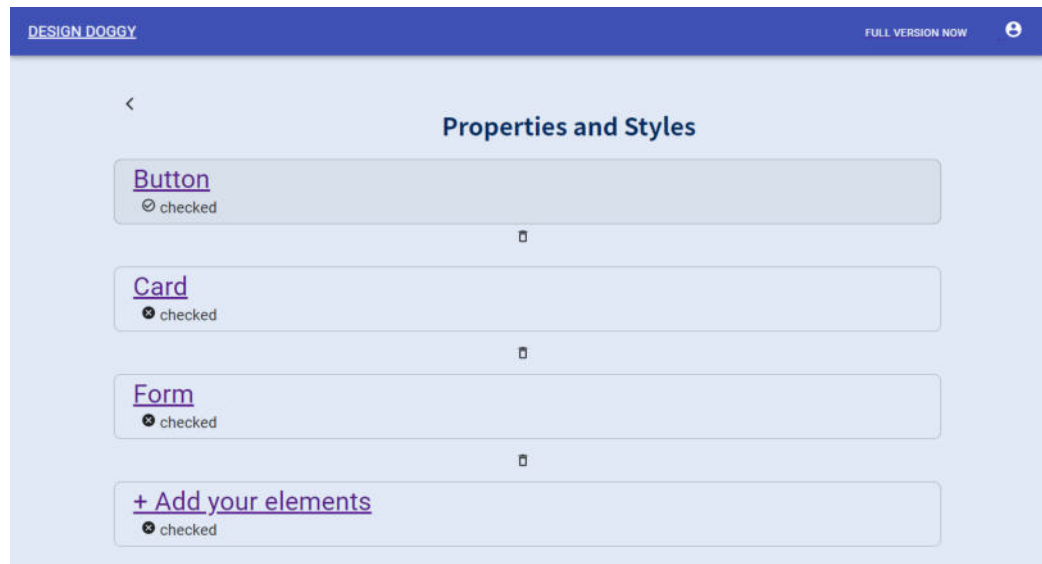 DESIGN DOGGY
FULL VERSION NOW
Properties and Styles
Button
checked
Card
checked
Form
checked
+ Add your elements
checked